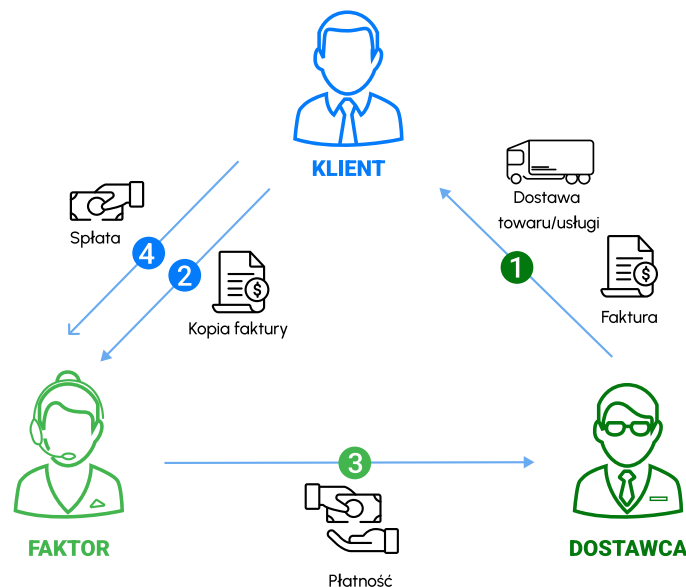 KLIENT
Dostawa
towaru/usługi
Spłata
4
2
1
$
$
Kopia faktury
Faktura
3
FAKTOR
DOSTAWCA
Płatność